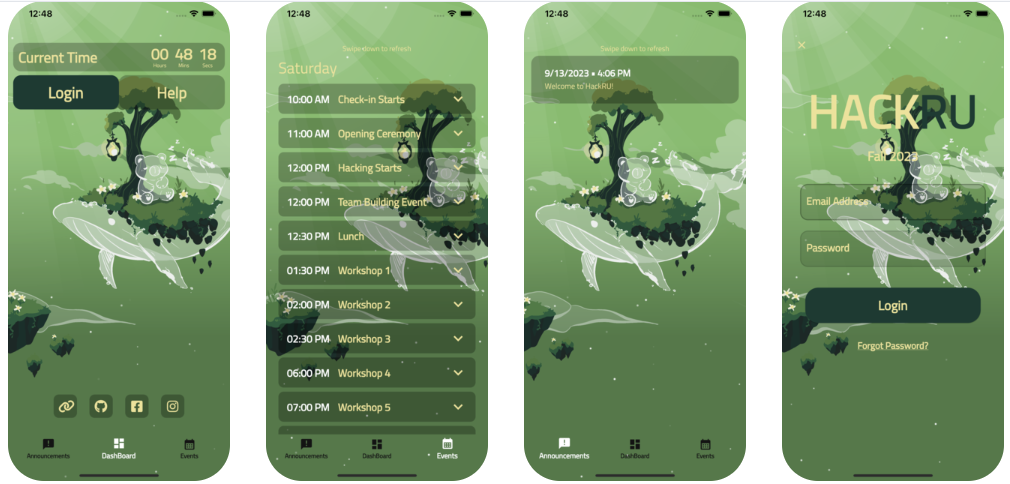 12:48
Current Time
00 48 18
Hours Mins Secs
Login Help
Announcements DashBoard Events
12:48
Swipe down to refresh
Saturday
10:00 AM Check-in Starts
11:00 AM Opening Ceremony
12:00 PM Hacking Starts
12:00 PM Team Building Event
12:30 PM Lunch
01:30 PM Workshop 1
02:00 PM Workshop 2
02:30 PM Workshop 3
06:00 PM Workshop 4
07:00 PM Workshop 5
Announcements DashBoard Events
12:48
Swipe down to refresh
9/13/2023 • 4:06 PM
Welcome to HackRU!
Announcements DashBoard Events
12:48
HACKRU
Fall 2023
Email Address
Password
Login
Forgot Password?